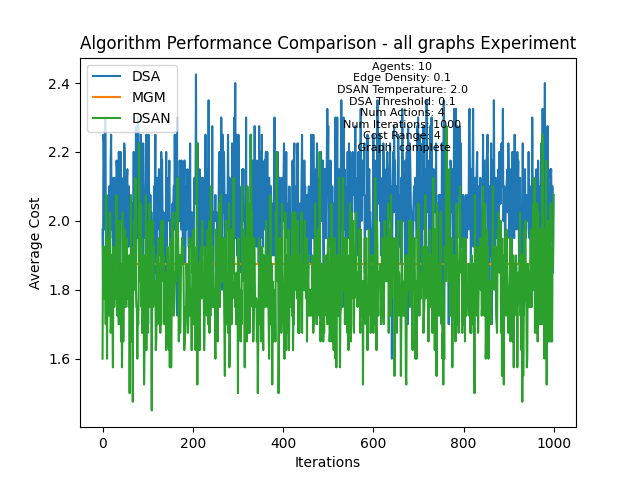 Algorithm Performance Comparison - all graphs Experiment
DSA
MGM
DSAN
Agents: 10
Edge Density: 0.1
DSAN Temperature: 2.0
DSA Threshold: 0.1
Num Actions: 4
Num Iterations: 1000
Cost Range: 4
Graph: complete
Average Cost
2.4
2.2
2.0
1.8
1.6
0 200 400 600 800 1000
Iterations